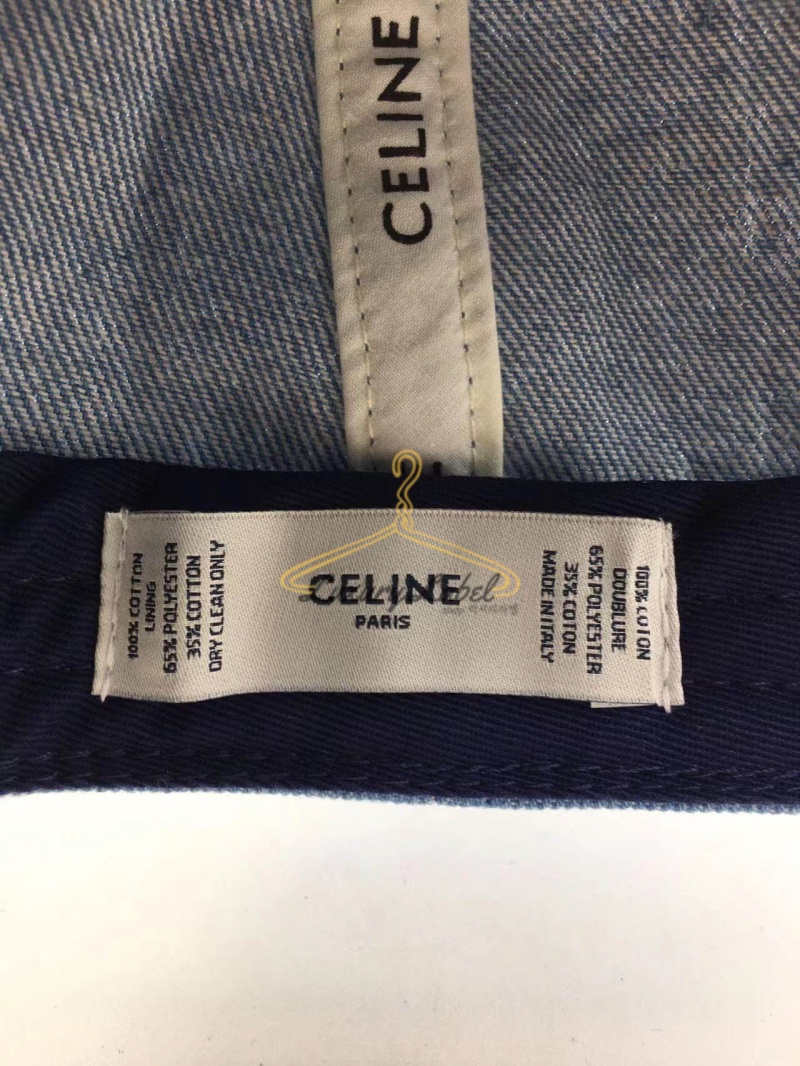 CELINE
100% COTTON
LINING
65% POLYESTER
35% COTTON
DRY CLEAN ONLY
CELINE
PARIS
100% COTON
DOUBLURE
65% POLYESTER
35% COTON
MADE IN ITALY